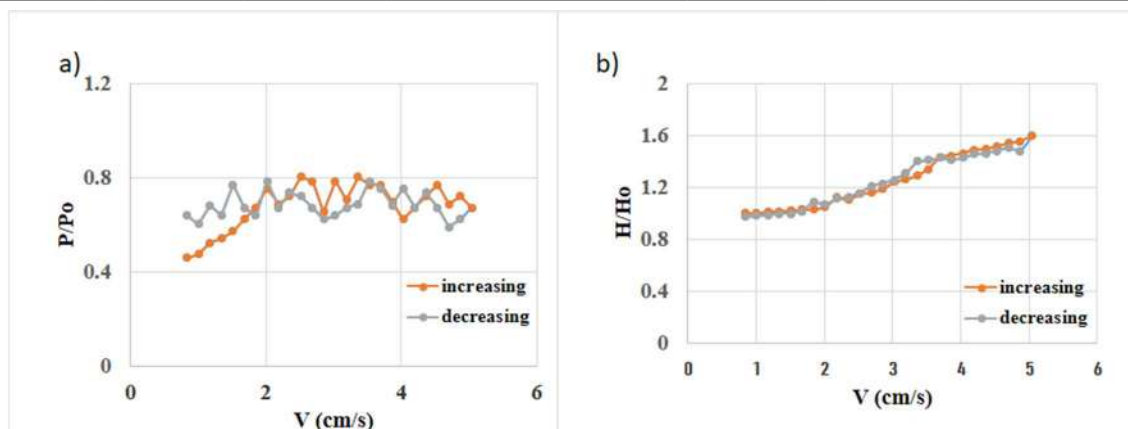 a)
1.2
0.8
0.4
0
P/Po
0
2
4
6
V (cm/s)
increasing
decreasing
b)
2
1.6
1.2
0.8
0.4
0
H/Ho
0
1
2
3
4
5
6
V (cm/s)
increasing
decreasing